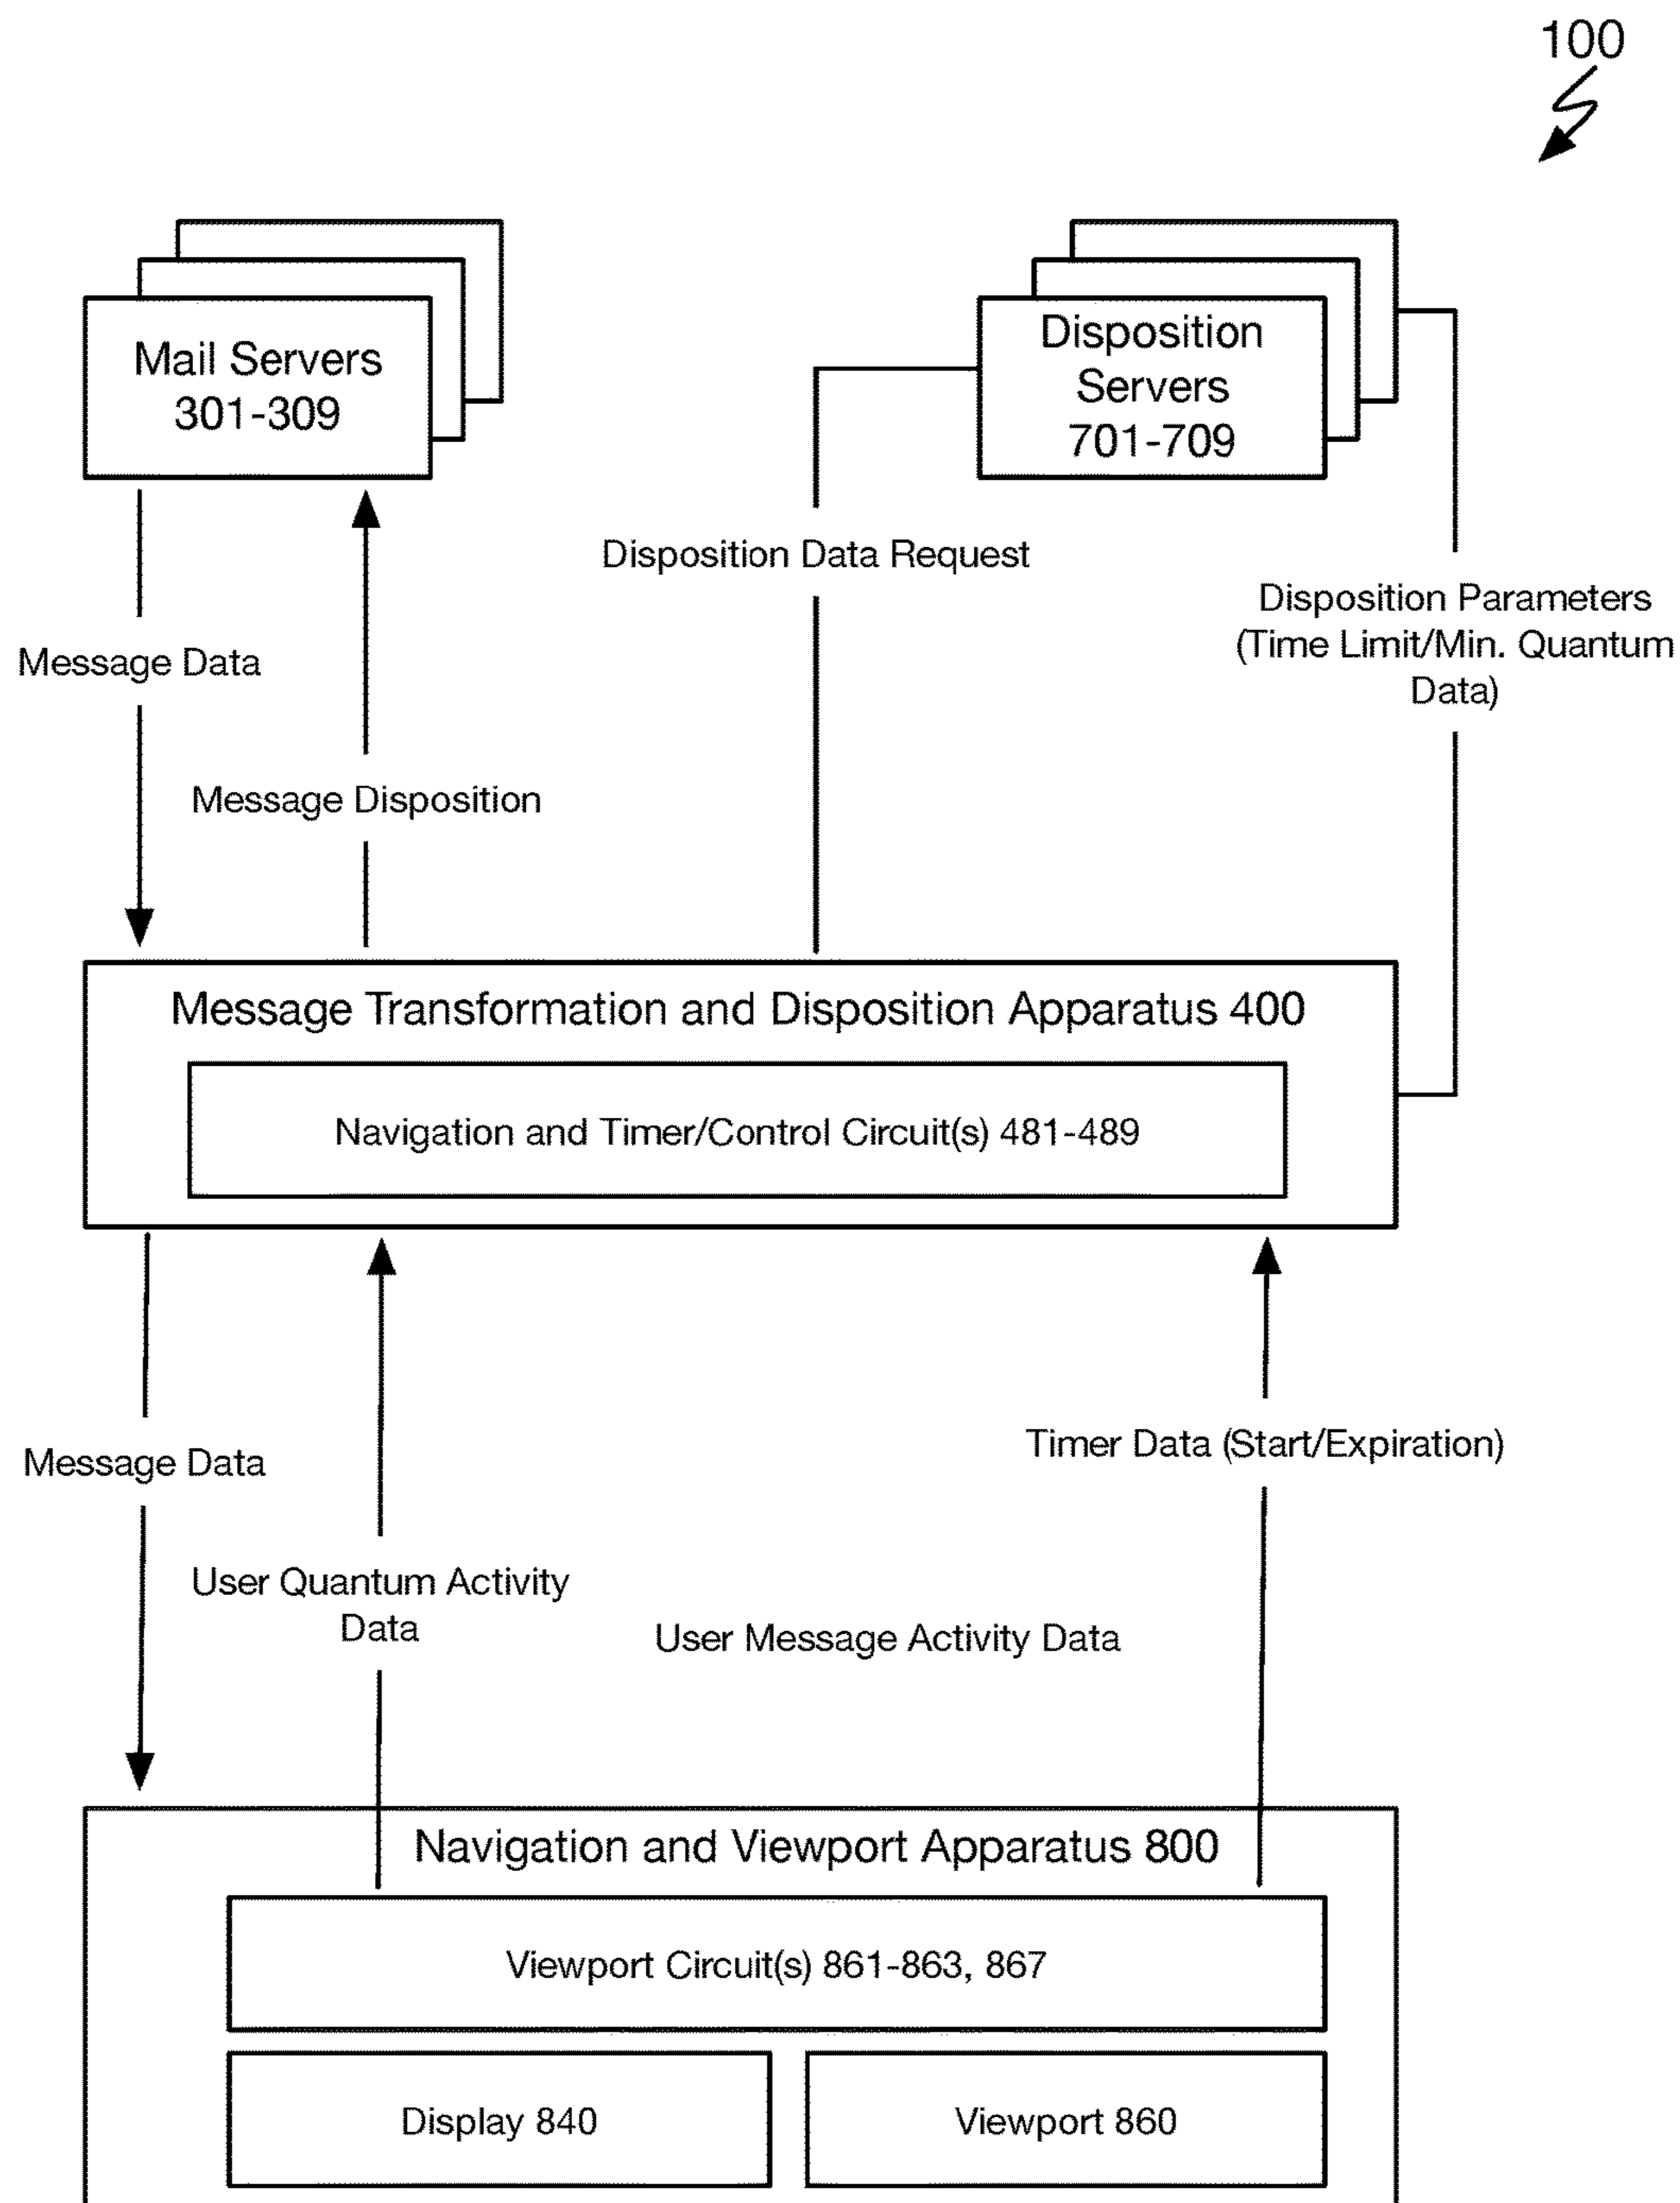 100
Mail Servers
301-309
Disposition
Servers
701-709
Disposition Data Request
Disposition Parameters
(Time Limit/Min. Quantum
Data)
Message Data
Message Disposition
Message Transformation and Disposition Apparatus 400
Navigation and Timer/Control Circuit(s) 481-489
Message Data
Timer Data (Start/Expiration)
User Quantum Activity
Data
User Message Activity Data
Navigation and Viewport Apparatus 800
Viewport Circuit(s) 861-863, 867
Display 840
Viewport 860